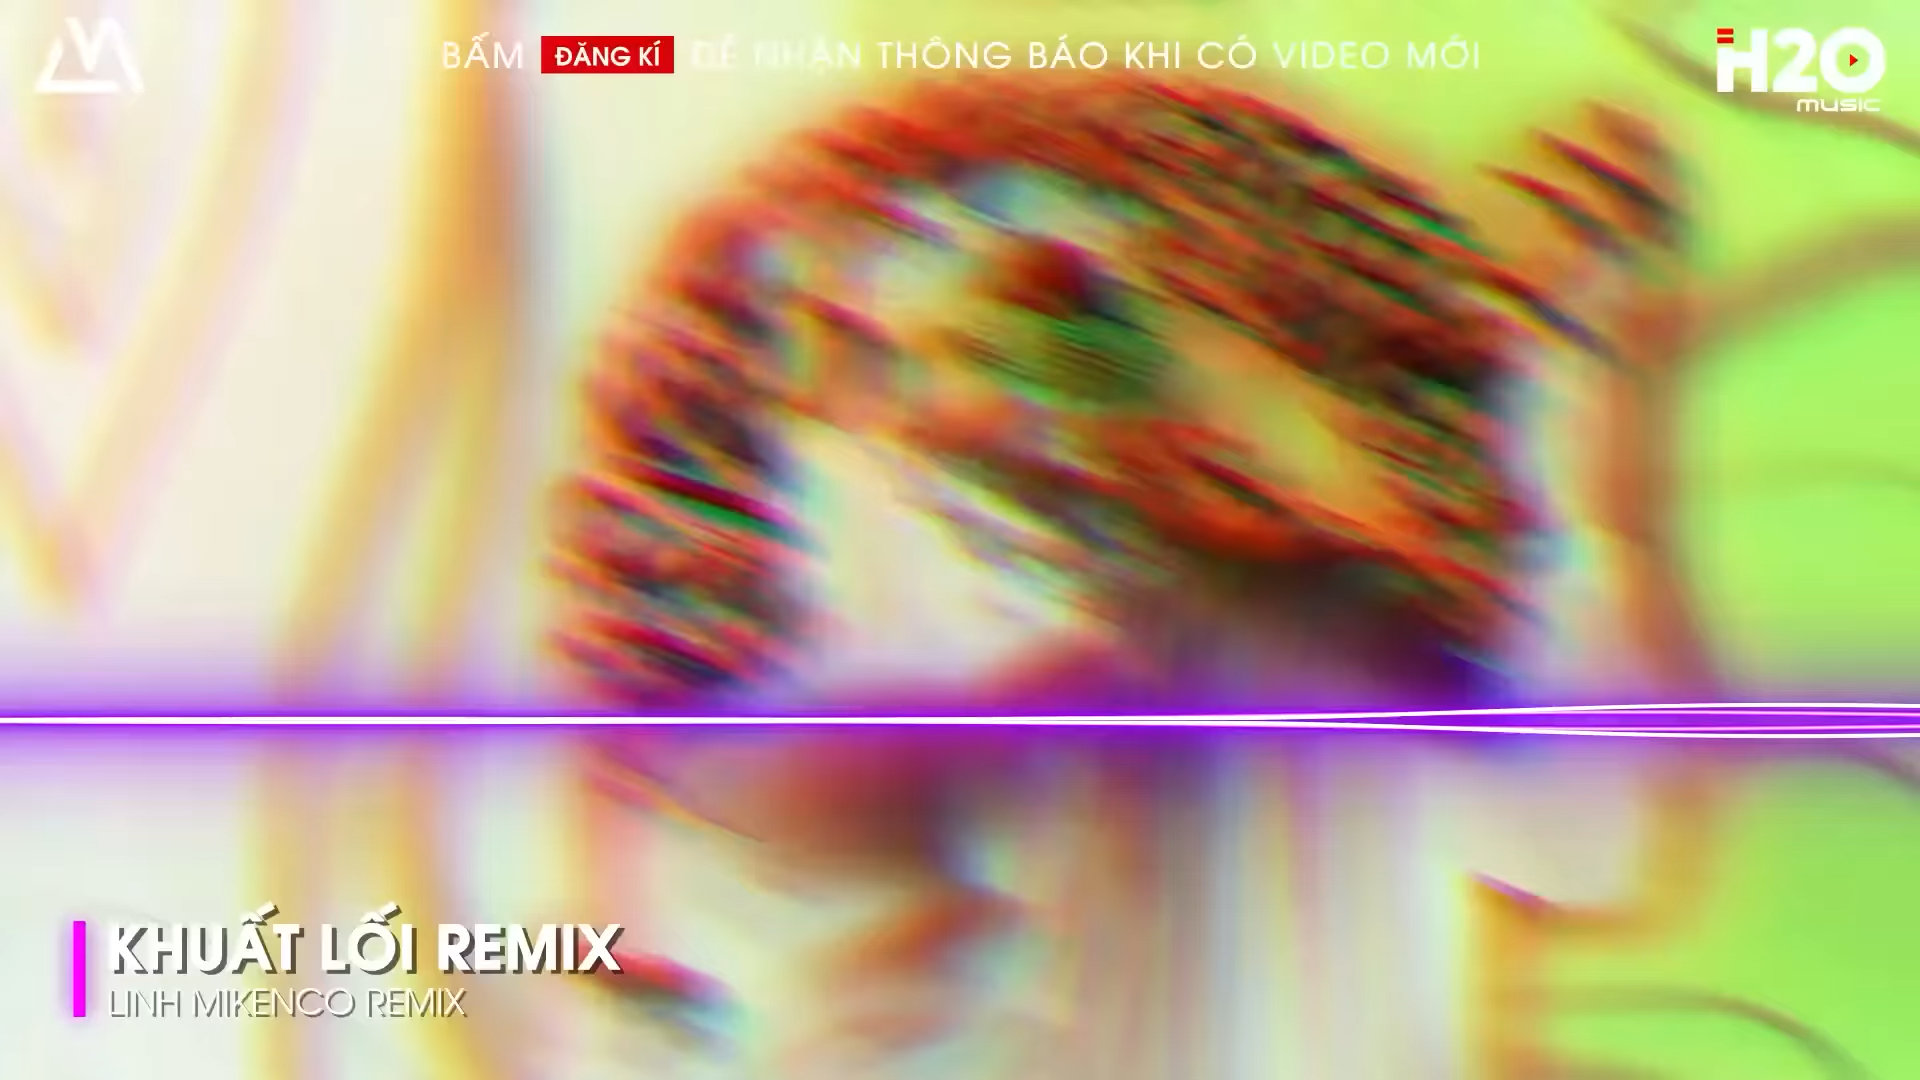 BẤM ĐĂNG KÍ ĐỂ NHẬN THÔNG BÁO KHI CÓ VIDEO MỚI
H2O
music
KHUẤT LỐI REMIX
LINH MIKENCO REMIX